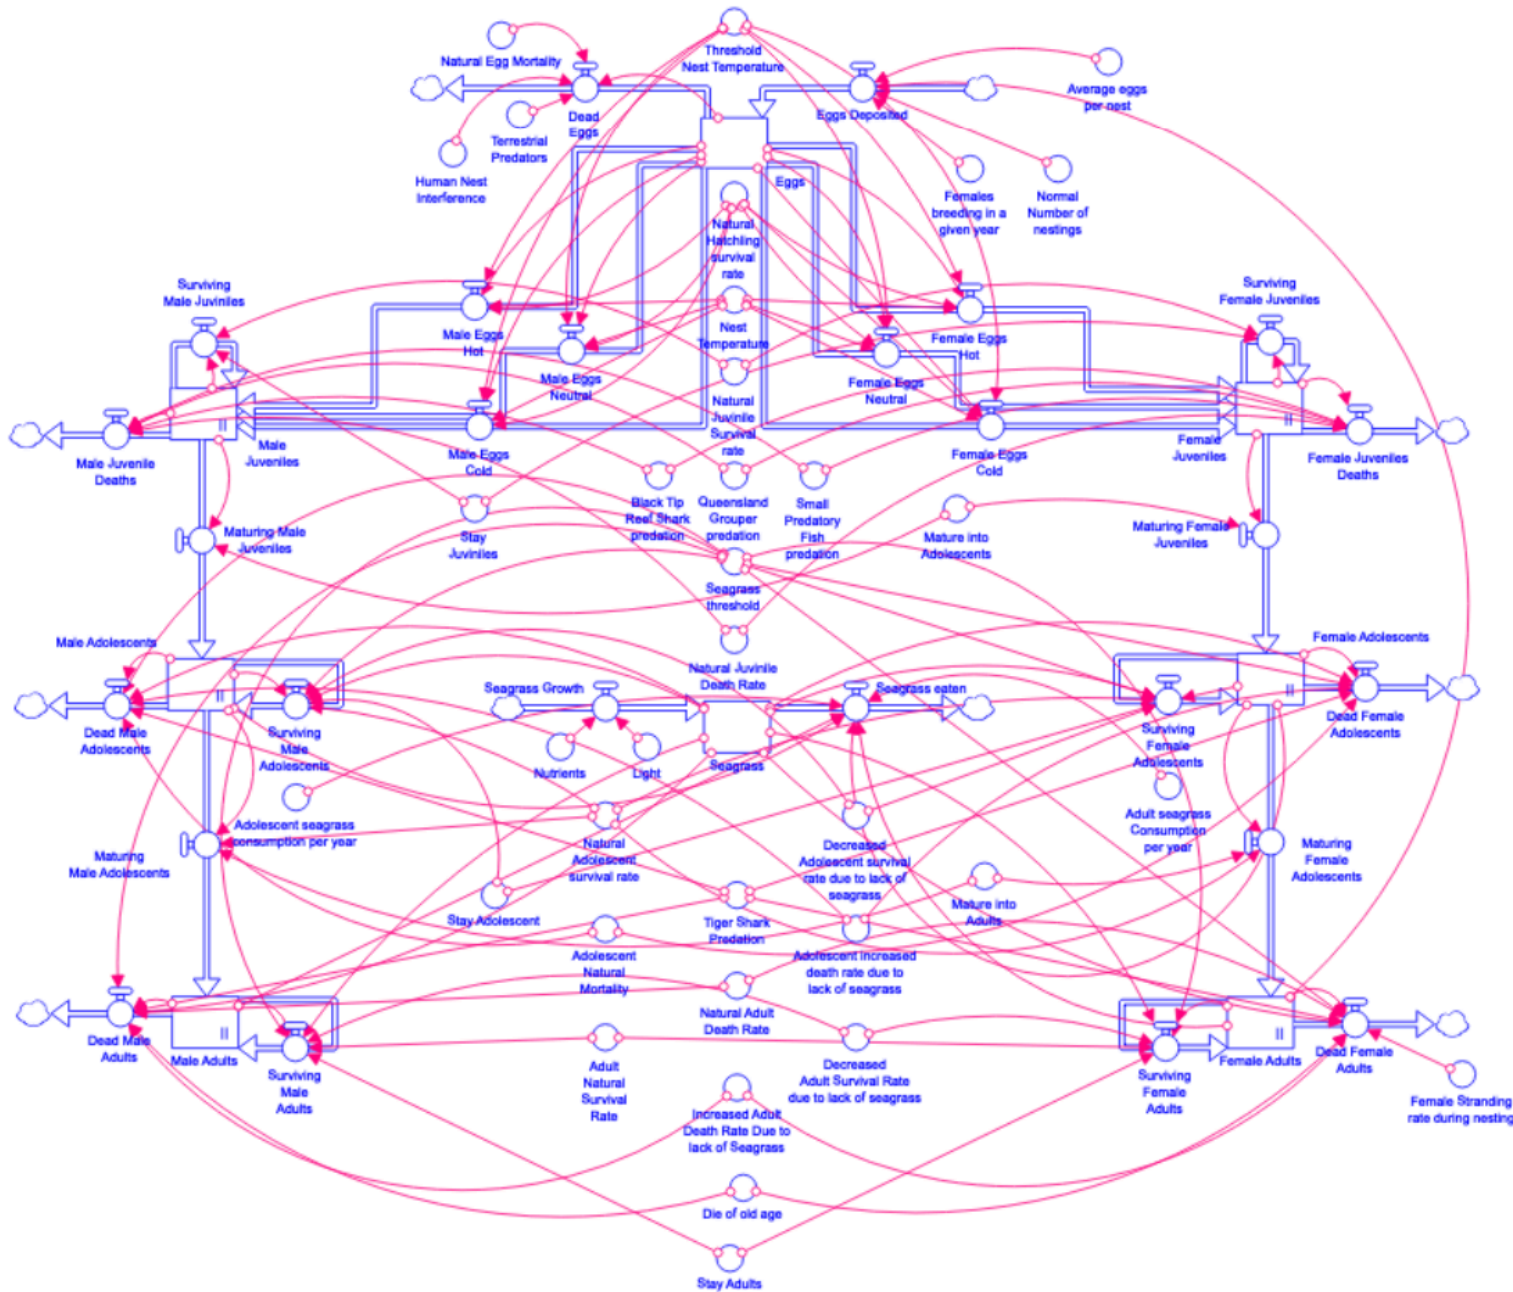 Threshold
Nest Temperature
Natural Egg Mortality
Average eggs
per nest
Dead
Eggs
Eggs Deposited
Terrestrial
Predators
Human Nest
Interference
Eggs
Females
breeding in a
given year
Normal
Number of
nestings
Natural
Hatchling
survival
rate
Surviving
Male Juviniles
Surviving
Female Juveniles
Nest
Temperature
Male Eggs
Hot
Female Eggs
Hot
Male Eggs
Neutral
Female Eggs
Neutral
Natural
Juvinile
Survival
rate
Male Juvenile
Deaths
Male
Juveniles
Male Eggs
Cold
Female Eggs
Cold
Female
Juveniles
Female Juveniles
Deaths
Black Tip
Reef Shark
predation
Queensland
Grouper
predation
Small
Predatory
Fish
predation
Maturing Male
Juveniles
Stay
Juviniles
Mature into
Adolescents
Maturing Female
Juveniles
Seagrass
threshold
Male Adolescents
Female Adolescents
Natural Juvinile
Death Rate
Seagrass Growth
Seagrass eaten
Dead Male
Adolescents
Surviving
Male
Adolescents
Surviving
Female
Adolescents
Dead Female
Adolescents
Nutrients
Light
Seagrass
Adolescent seagrass
consumption per year
Adult seagrass
Consumption
per year
Maturing
Male Adolescents
Natural
Adolescent
survival rate
Decreased
Adolescent survival
rate due to lack of
seagrass
Maturing
Female
Adolescents
Stay Adolescent
Tiger Shark
Predation
Mature into
Adults
Adolescent
Natural
Mortality
Adolescent Increased
death rate due to
lack of seagrass
Natural Adult
Death Rate
Dead Male
Adults
Male Adults
Surviving
Male
Adults
Adult
Natural
Survival
Rate
Decreased
Adult Survival Rate
due to lack of seagrass
Surviving
Female
Adults
Female Adults
Dead Female
Adults
Female Stranding
rate during nesting
Increased Adult
Death Rate Due to
lack of Seagrass
Die of old age
Stay Adults